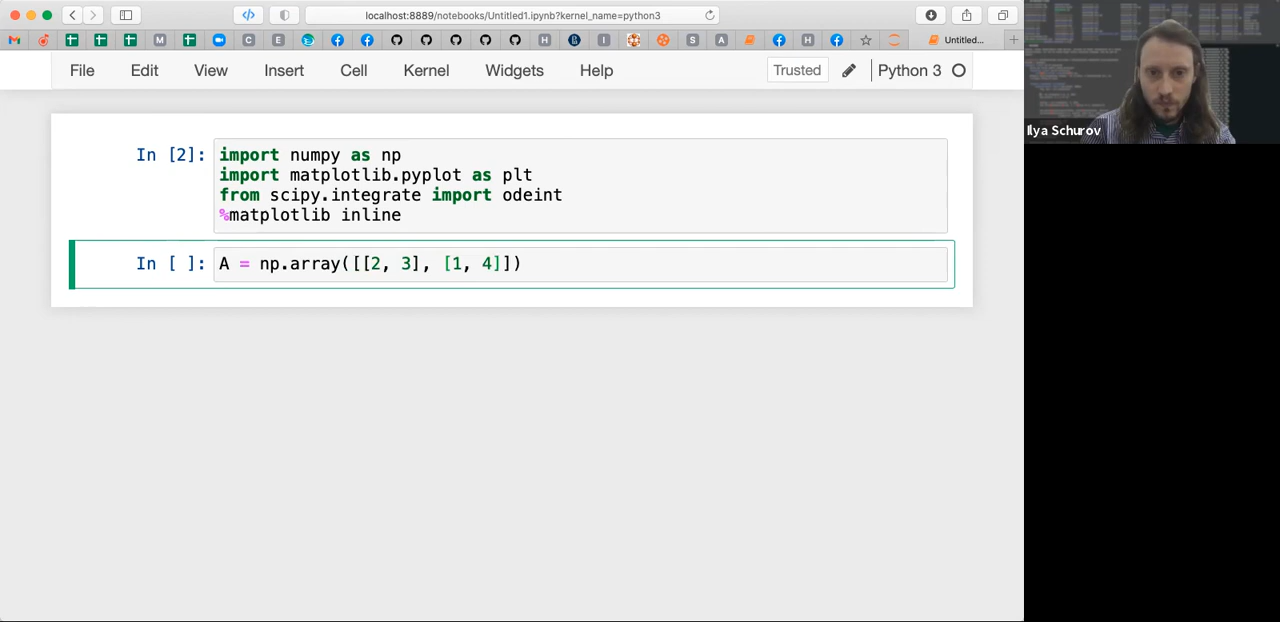 localhost:8889/notebooks/Untitled1.ipynb?kernel_name=python3
M C E H I S A H Untitled...
File Edit View Insert Cell Kernel Widgets Help Trusted Python 3
In [2]: import numpy as np
import matplotlib.pyplot as plt
from scipy.integrate import odeint
%matplotlib inline
In [ ]: A = np.array([[2, 3], [1, 4]])
Ilya Schurov